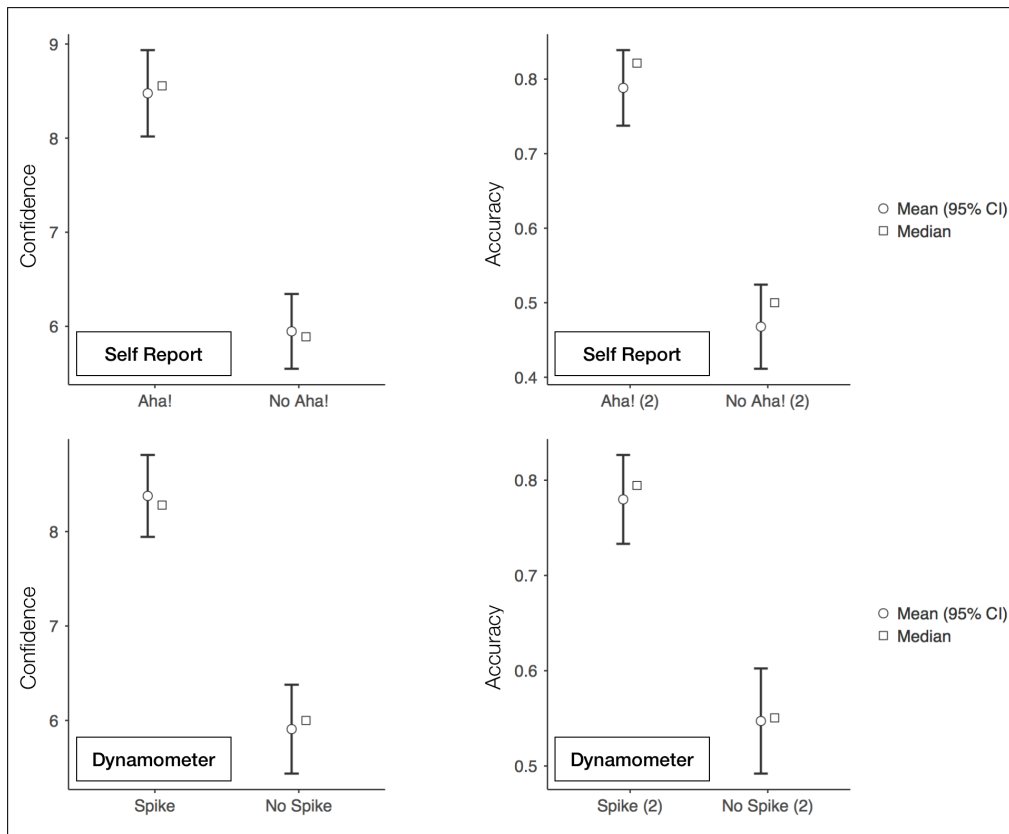 9
8
7
6
Confidence
Self Report
Aha!
No Aha!
0.8
0.7
0.6
0.5
0.4
Accuracy
Self Report
Aha! (2)
No Aha! (2)
Mean (95% CI)
Median
8
7
6
Confidence
Dynamometer
Spike
No Spike
0.8
0.7
0.6
0.5
Accuracy
Dynamometer
Spike (2)
No Spike (2)
Mean (95% CI)
Median